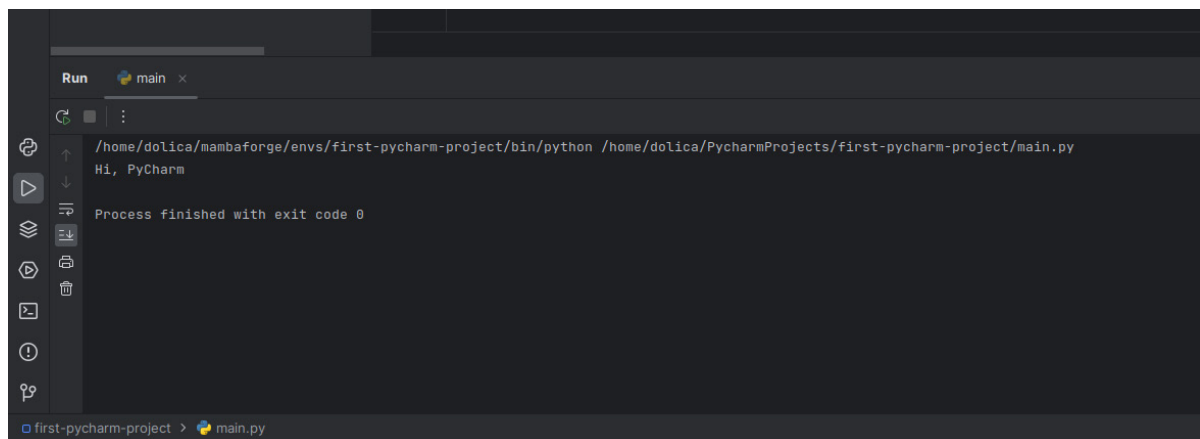 Run main
/home/dolica/mambaforge/envs/first-pycharm-project/bin/python /home/dolica/PycharmProjects/first-pycharm-project/main.py
Hi, PyCharm
Process finished with exit code 0
first-pycharm-project > main.py